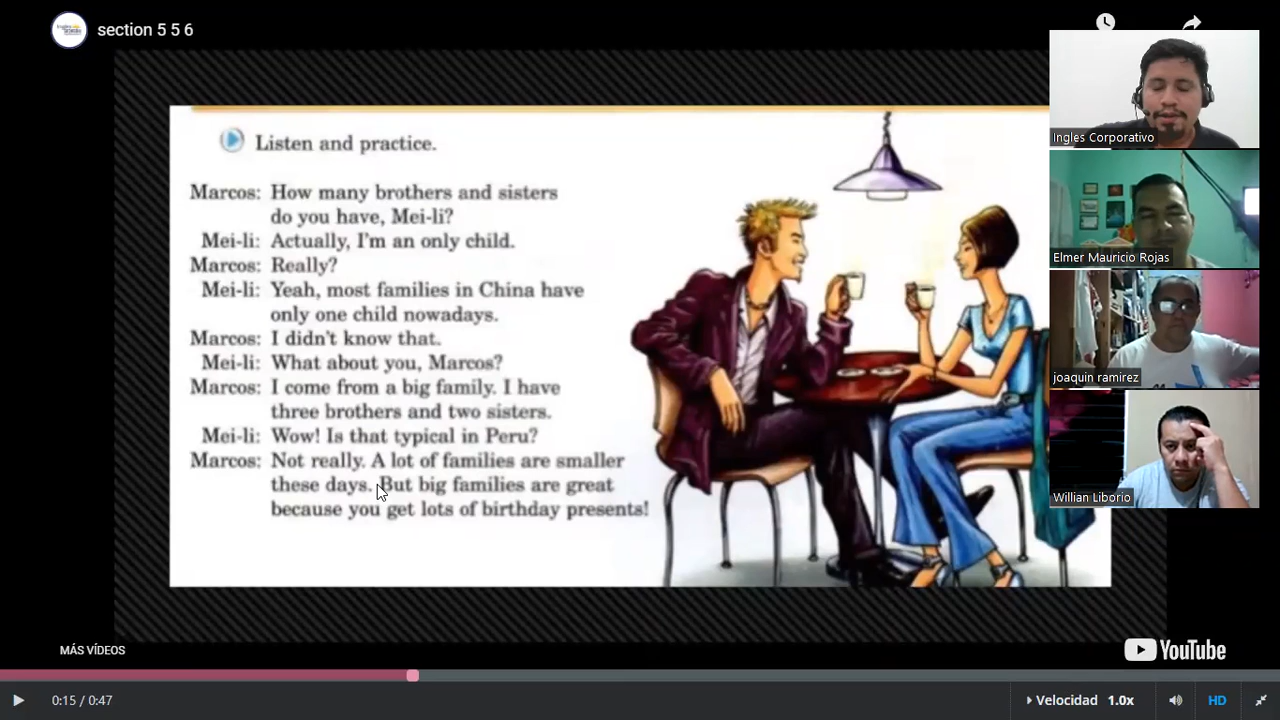 section 5 5 6
Listen and practice.
Marcos: How many brothers and sisters
do you have, Mei-li?
Mei-li: Actually, I'm an only child.
Marcos: Really?
Mei-li: Yeah, most families in China have
only one child nowadays.
Marcos: I didn't know that.
Mei-li: What about you, Marcos?
Marcos: I come from a big family. I have
three brothers and two sisters.
Mei-li: Wow! Is that typical in Peru?
Marcos: Not really. A lot of families are smaller
these days. But big families are great
because you get lots of birthday presents!
Ingles Corporativo
Elmer Mauricio Rojas
joaquin ramirez
Willian Liborio
MÁS VÍDEOS
YouTube
0:15 / 0:47
Velocidad 1.0x
HD